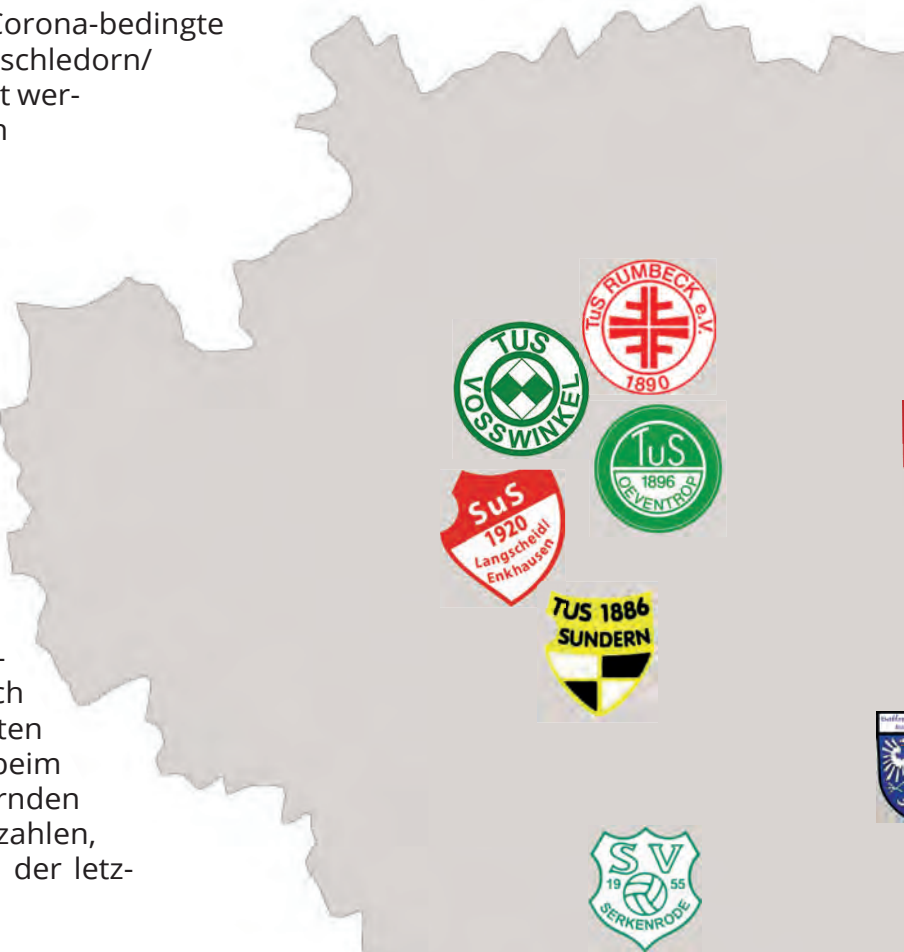 Corona-bedingte
schledorn/
t wer-
TuS RUMBECK e.V.
1890
TUS
VOSSWINKEL
TuS
1896
OEVENTROP
SuS
1920
Langscheidl
Enkhausen
TUS 1886
SUNDERN
ch
ten
beim
rnden
zahlen,
der letz-
SV
19 55
SERKENRODE